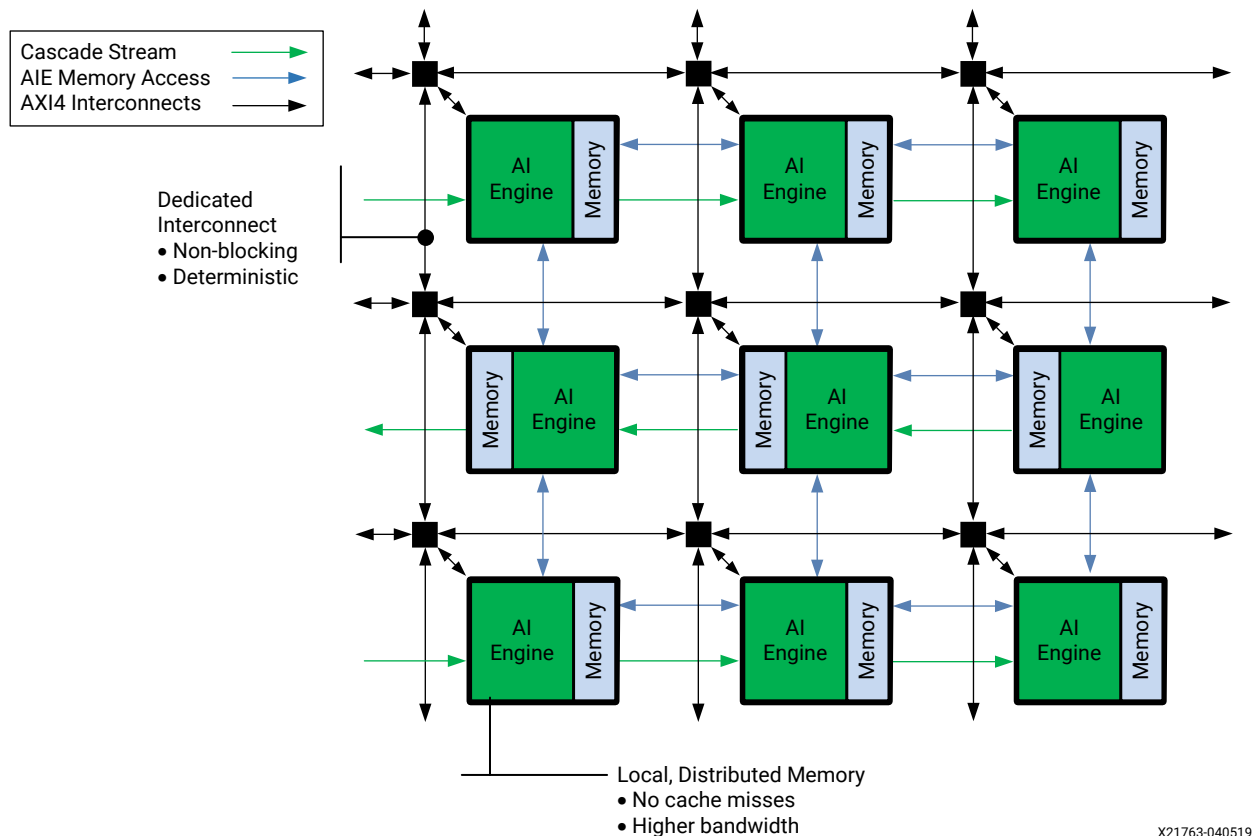 Cascade Stream
AIE Memory Access
AXI4 Interconnects
Dedicated
Interconnect
• Non-blocking
• Deterministic
AI
Engine
Memory
AI
Engine
Memory
AI
Engine
Memory
Memory
AI
Engine
Memory
AI
Engine
Memory
AI
Engine
AI
Engine
Memory
AI
Engine
Memory
AI
Engine
Memory
Local, Distributed Memory
• No cache misses
• Higher bandwidth
X21763-040519